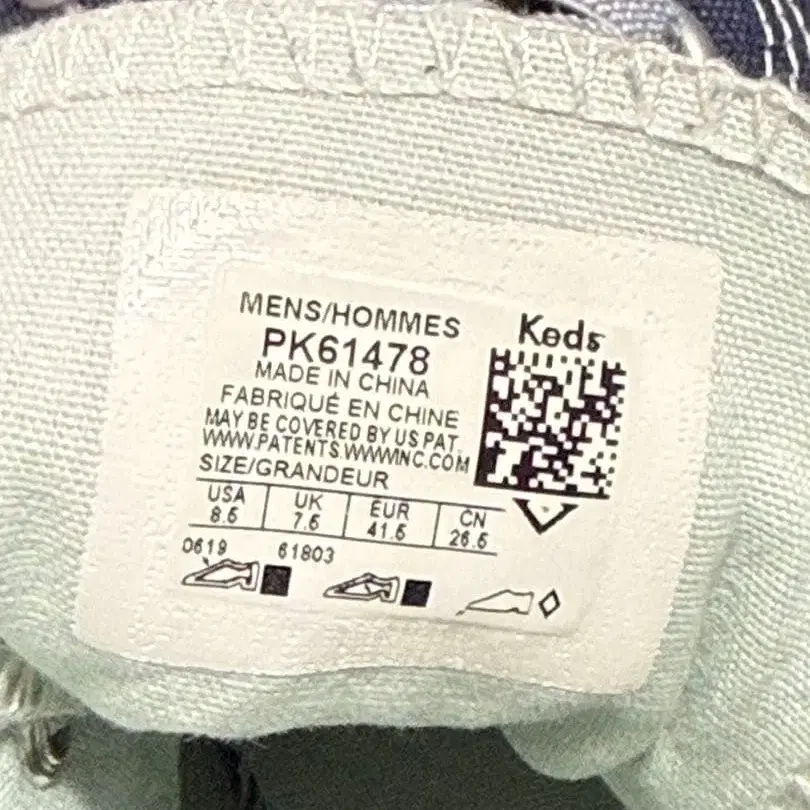 MENS/HOMMES
PK61478
MADE IN CHINA
FABRIQUÉ EN CHINE
MAY BE COVERED BY US PAT.
WWW.PATENTS.WWWINC.COM
SIZE/GRANDEUR
USA UK EUR CN
8.5 7.5 41.5 26.5
0619 61803
Keds